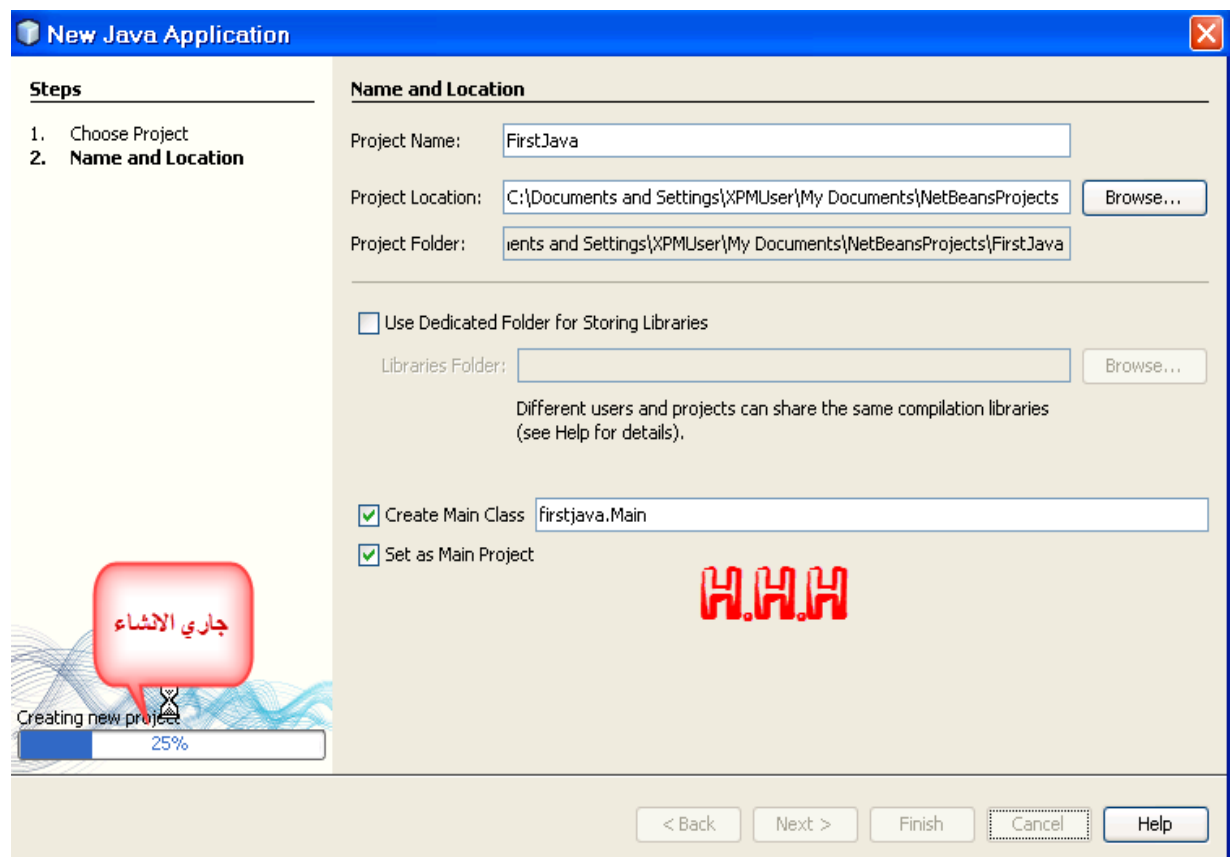 New Java Application
Steps
1. Choose Project
2. Name and Location
Name and Location
Project Name: FirstJava
Project Location: C:\Documents and Settings\XPMUser\My Documents\NetBeansProjects Browse...
Project Folder: ents and Settings\XPMUser\My Documents\NetBeansProjects\FirstJava
Use Dedicated Folder for Storing Libraries
Libraries Folder: Browse...
Different users and projects can share the same compilation libraries
(see Help for details).
Create Main Class firstjava.Main
Set as Main Project
H.H.H
جاري الانشاء
Creating new project
25%
< Back Next > Finish Cancel Help